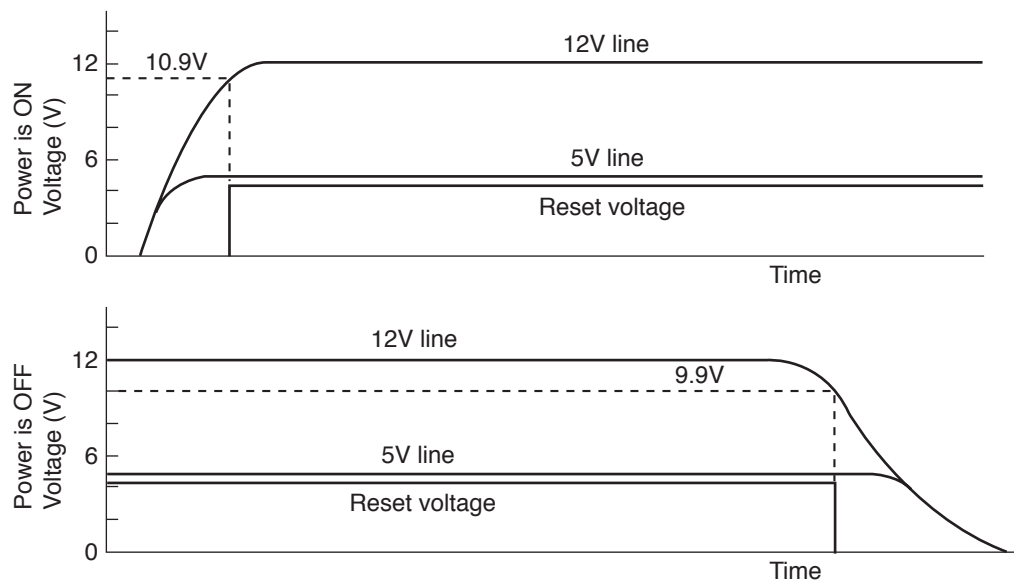 Power is ON
Voltage (V)
12
6
0
10.9V
12V line
5V line
Reset voltage
Time
Power is OFF
Voltage (V)
12
6
0
12V line
9.9V
5V line
Reset voltage
Time